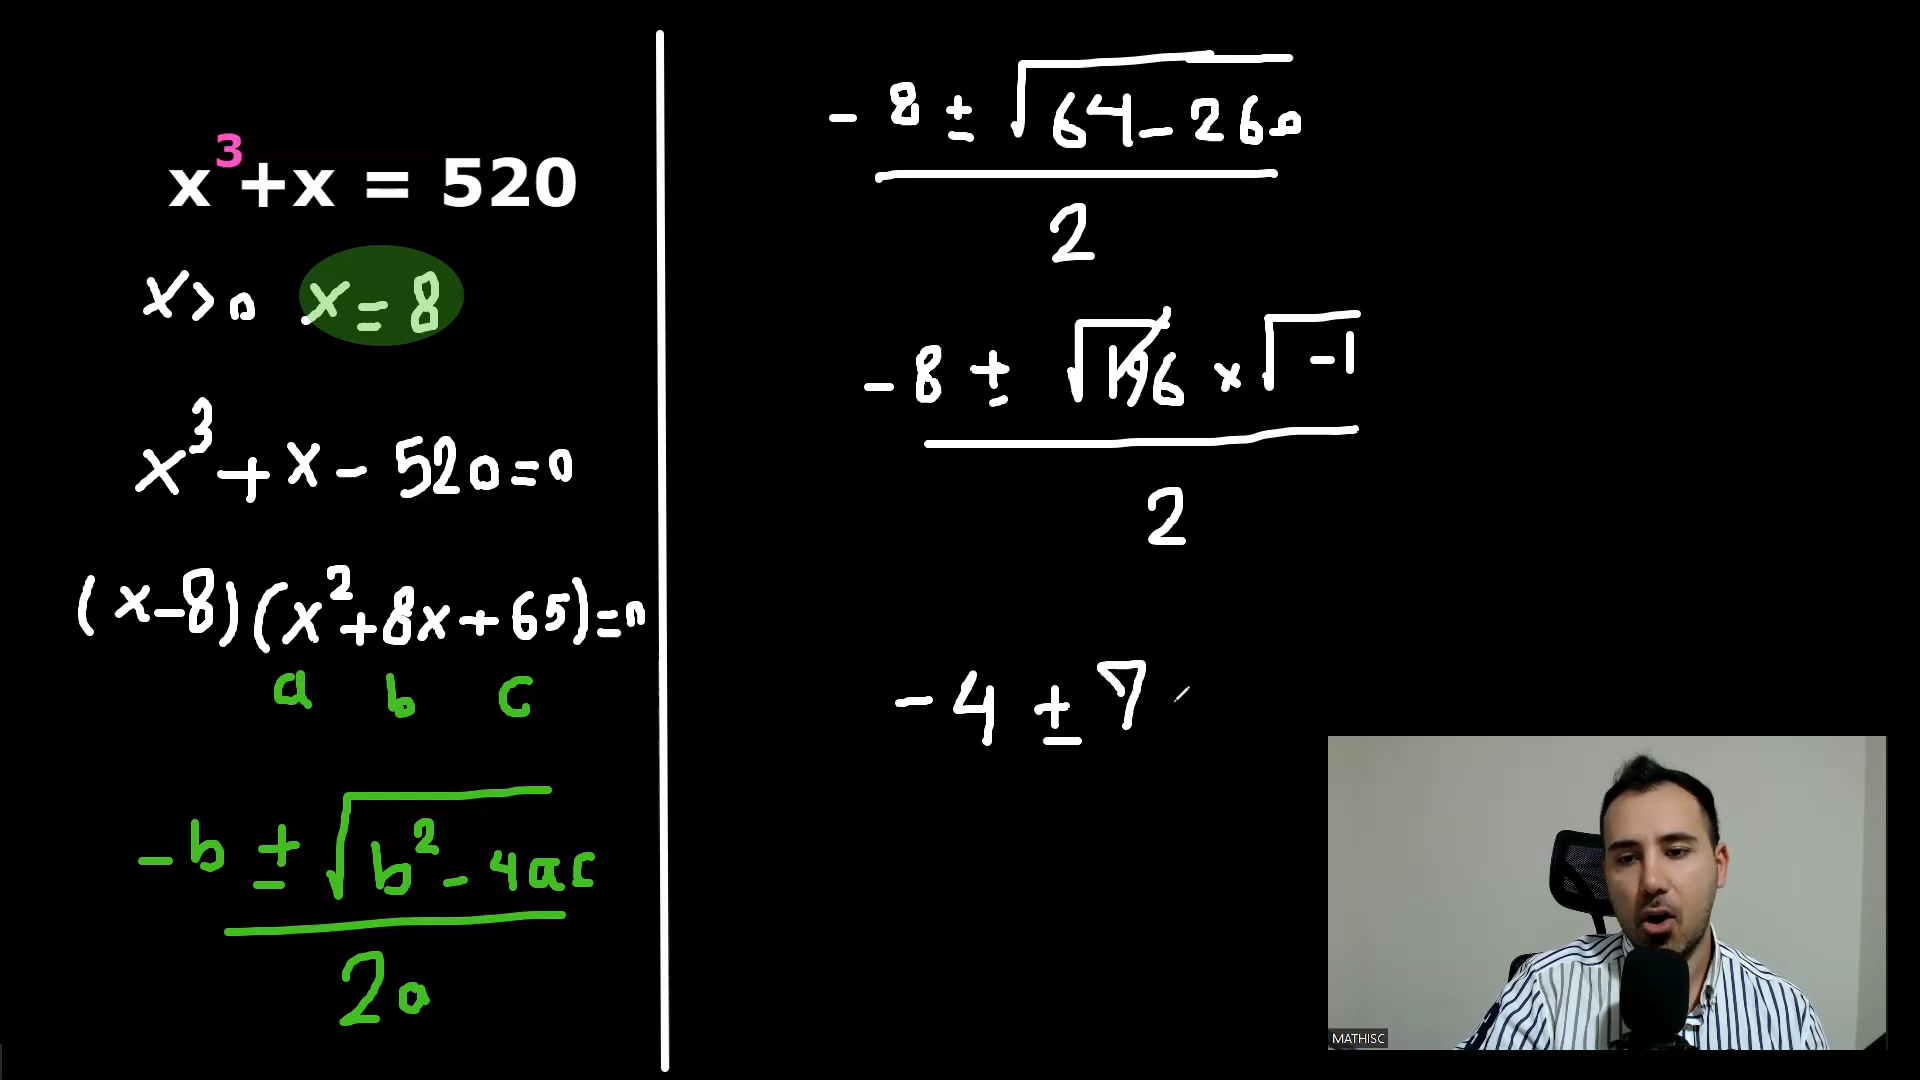 x³+x = 520
x>0 x=8
x³+x-520=0
(x-8)(x²+8x+65)=0
a b c
-b ± √b²-4ac
2a
-8 ± √64-260
2
-8 ± √196 × √-1
2
-4 ± 7
MATHISC